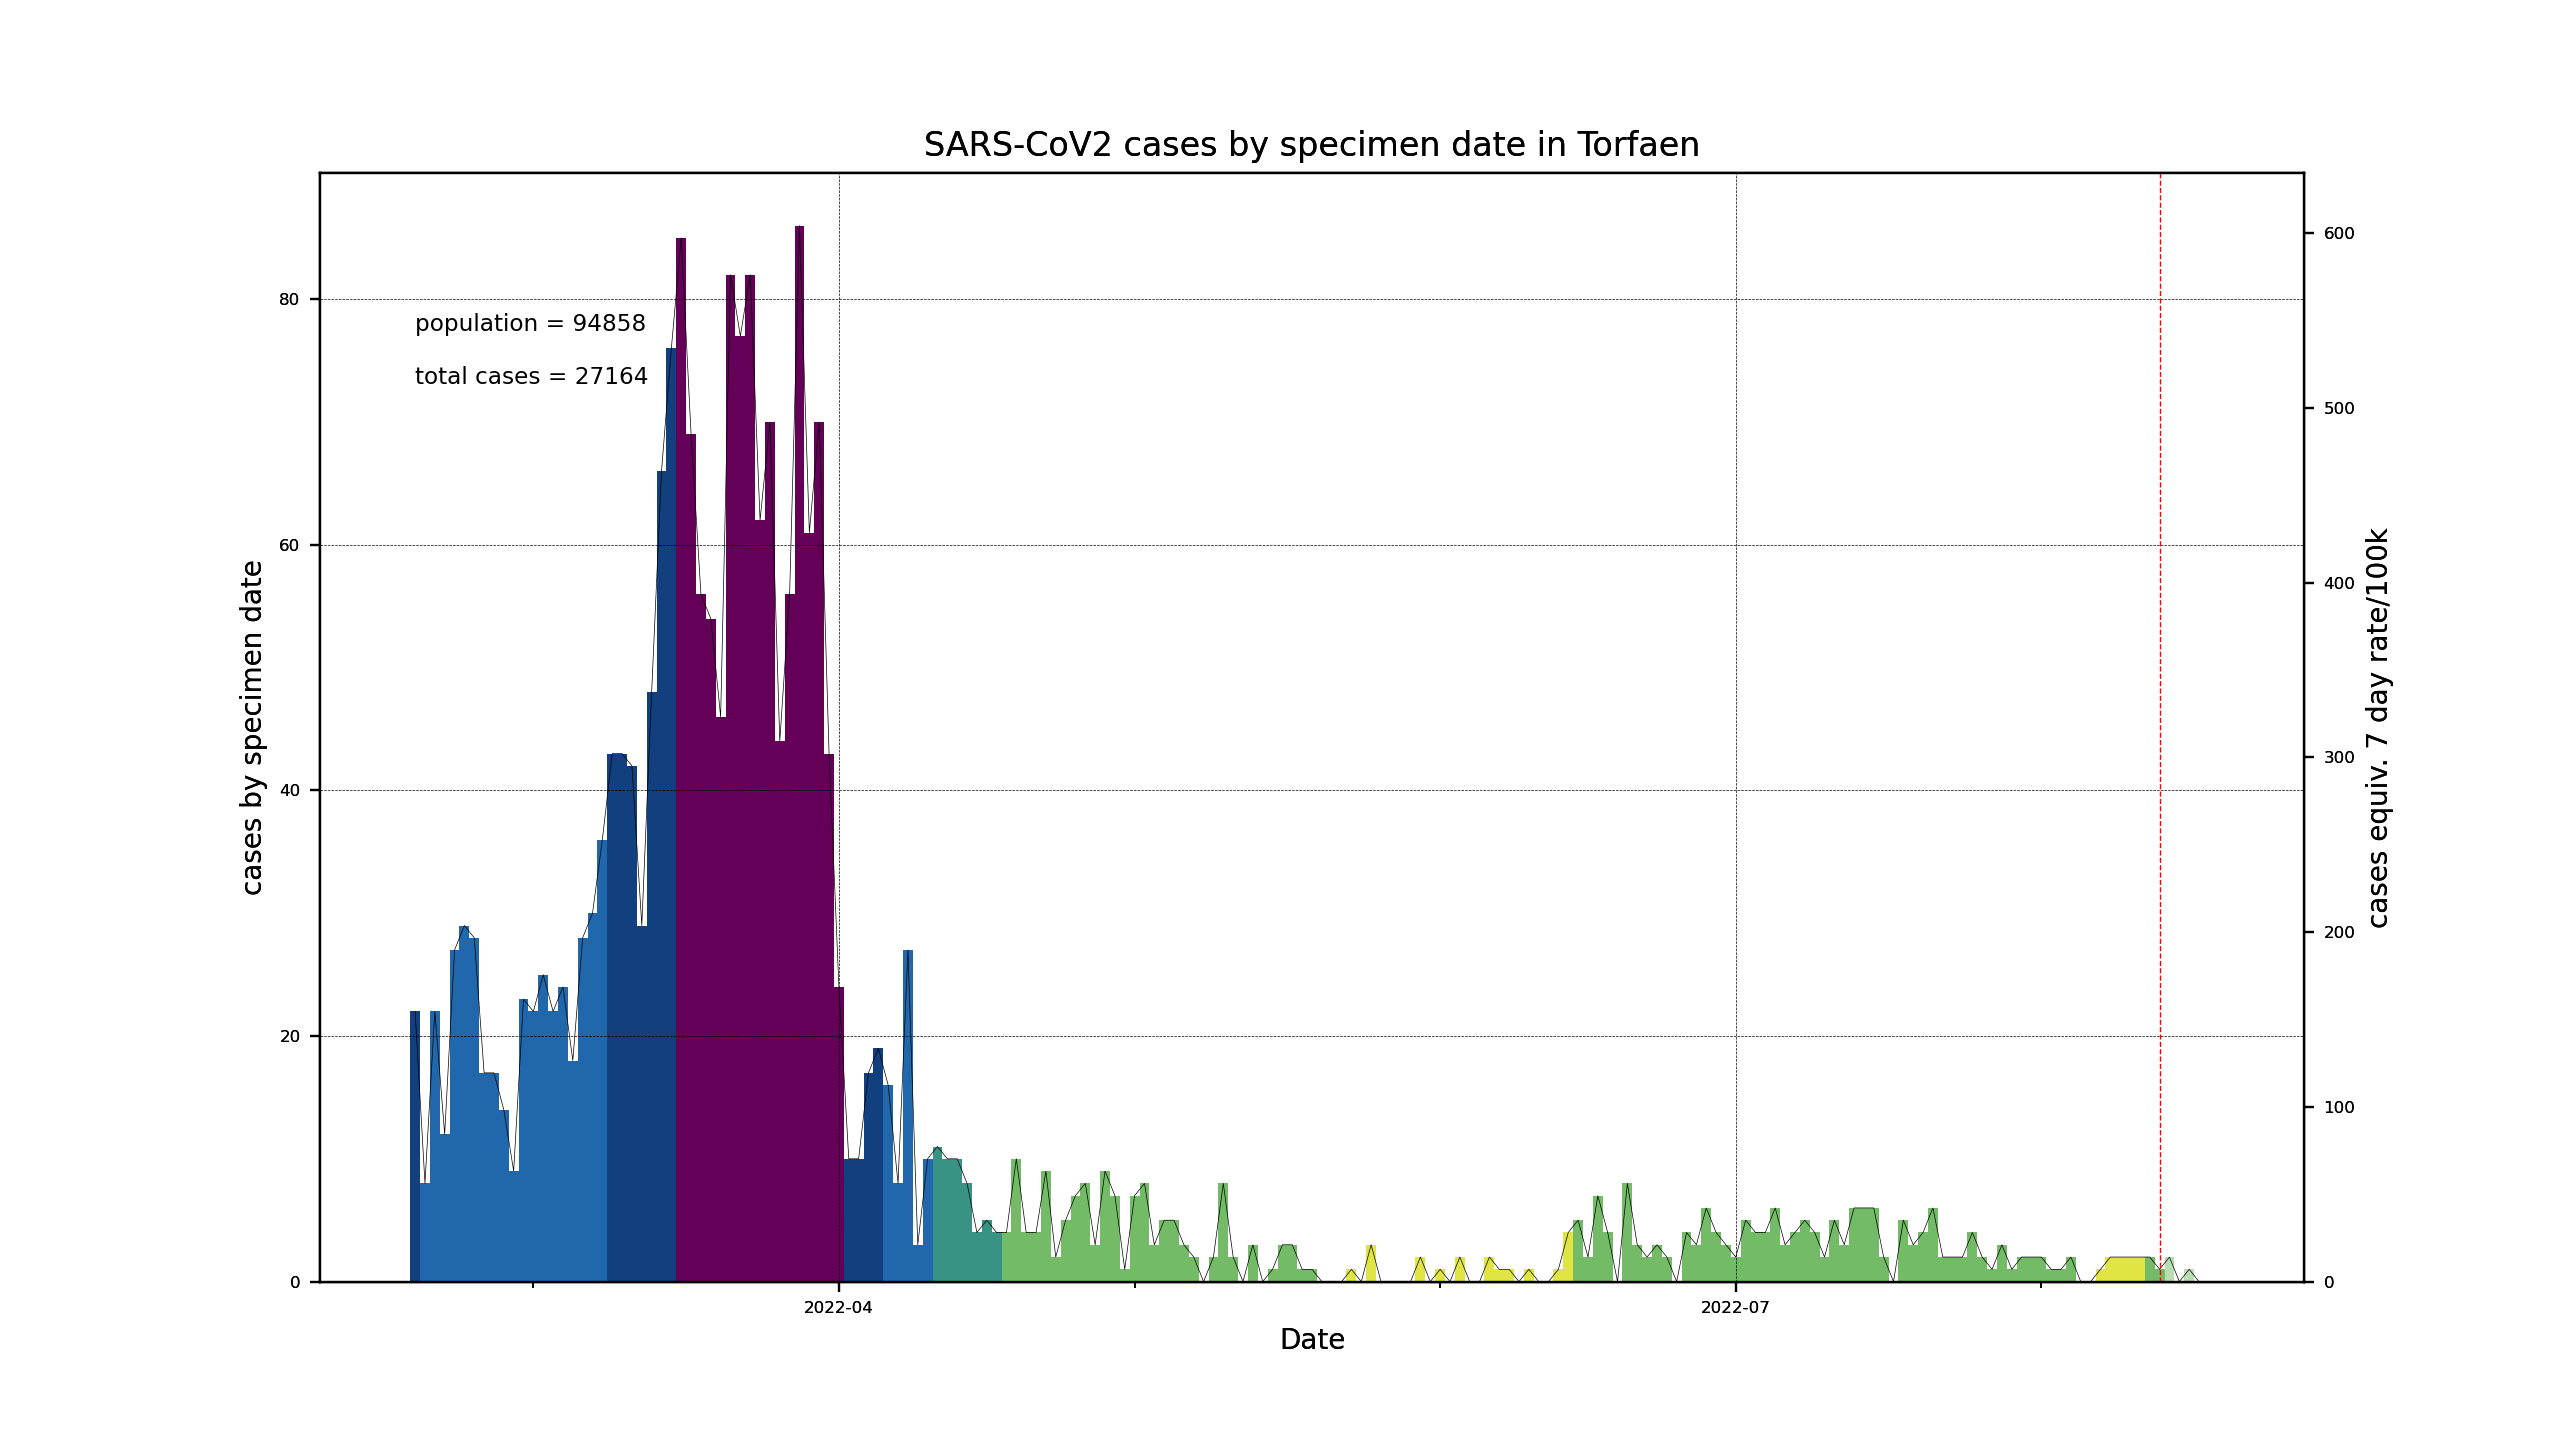 SARS-CoV2 cases by specimen date in Torfaen
population = 94858
total cases = 27164
cases by specimen date
80
60
40
20
0
600
500
400
300
200
100
0
cases equiv. 7 day rate/100k
2022-04
2022-07
Date